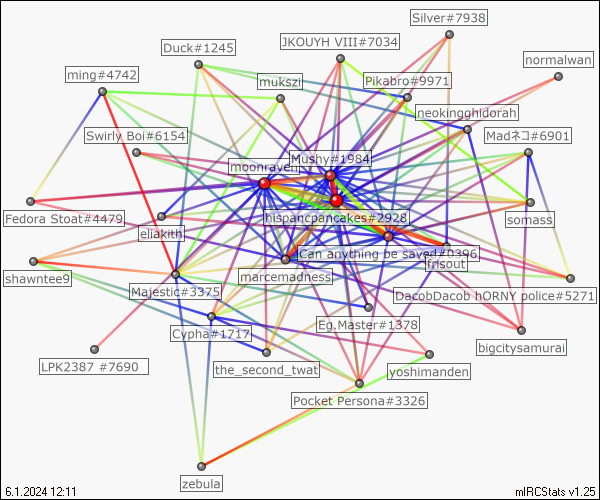 Silver#7938
Duck#1245
JKOUYH VIII#7034
normalwan
ming#4742
mukszi
Pikabro#9971
neokingghidorah
Swirly Boi#6154
Madネコ#6901
moonraven
Mushy#1984
Fedora Stoat#4479
hispancpancakes#2928
somass
eliakith
Can anything be saved#0396
frisout
shawntee9
Majestic#3375
marcemadness
DacobDacob hORNY police#5271
Cypha#1717
Eg.Master#1378
bigcitysamurai
LPK2387 #7690
the_second_twat
yoshimanden
Pocket Persona#3326
zebula
6.1.2024 12:11
mIRCStats v1.25